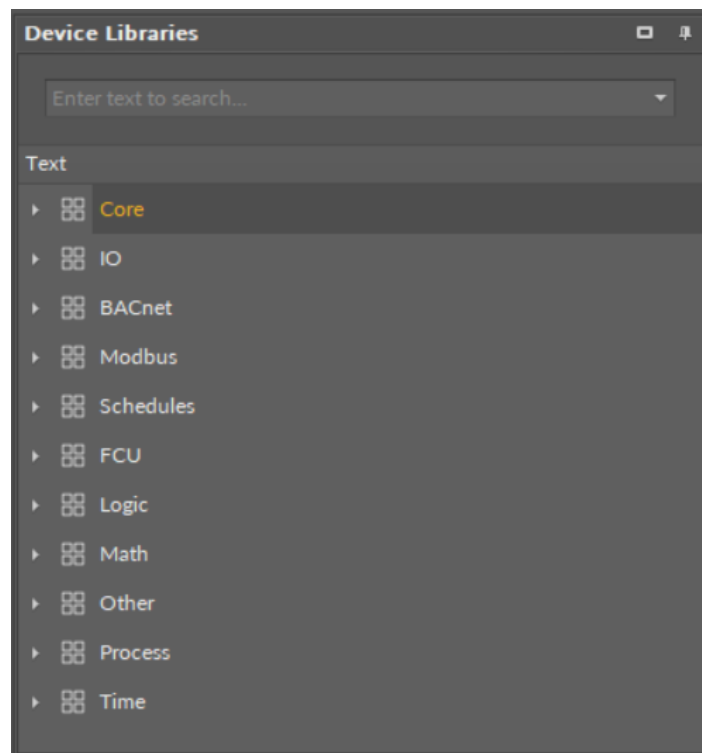 Device Libraries
Enter text to search...
Text
Core
IO
BACnet
Modbus
Schedules
FCU
Logic
Math
Other
Process
Time